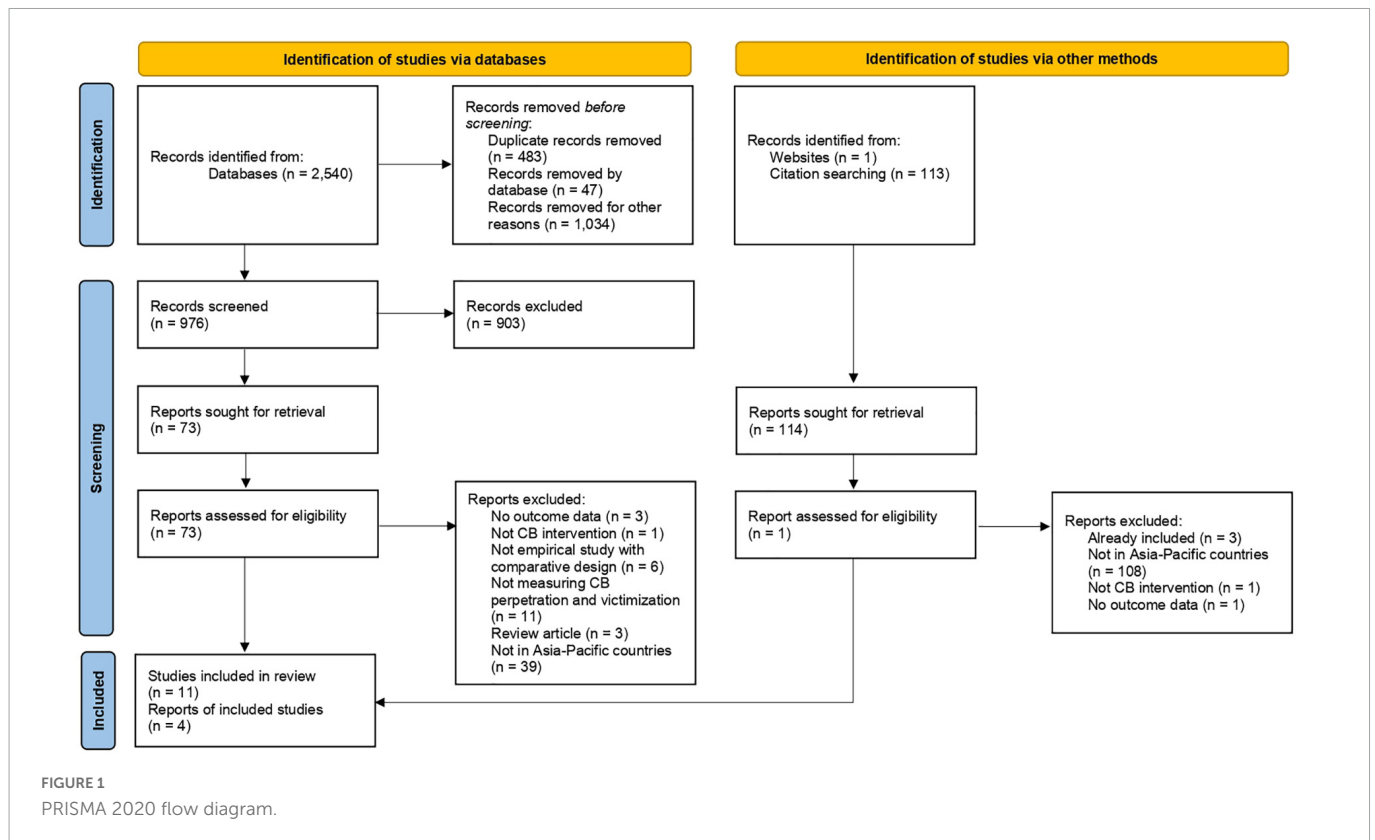 Identification of studies via databases
Identification of studies via other methods
Identification
Records identified from:
Databases (n = 2,540)
Records removed before
screening:
Duplicate records removed
(n = 483)
Records removed by
database (n = 47)
Records removed for other
reasons (n = 1,034)
Records identified from:
Websites (n = 1)
Citation searching (n = 113)
Screening
Records screened
(n = 976)
Records excluded
(n = 903)
Reports sought for retrieval
(n = 73)
Reports sought for retrieval
(n = 114)
Reports assessed for eligibility
(n = 73)
Reports excluded:
No outcome data (n = 3)
Not CB intervention (n = 1)
Not empirical study with
comparative design (n = 6)
Not measuring CB
perpetration and victimization
(n = 11)
Review article (n = 3)
Not in Asia-Pacific countries
(n = 39)
Report assessed for eligibility
(n = 1)
Reports excluded:
Already included (n = 3)
Not in Asia-Pacific countries
(n = 108)
Not CB intervention (n = 1)
No outcome data (n = 1)
Included
Studies included in review
(n = 11)
Reports of included studies
(n = 4)
FIGURE 1
PRISMA 2020 flow diagram.